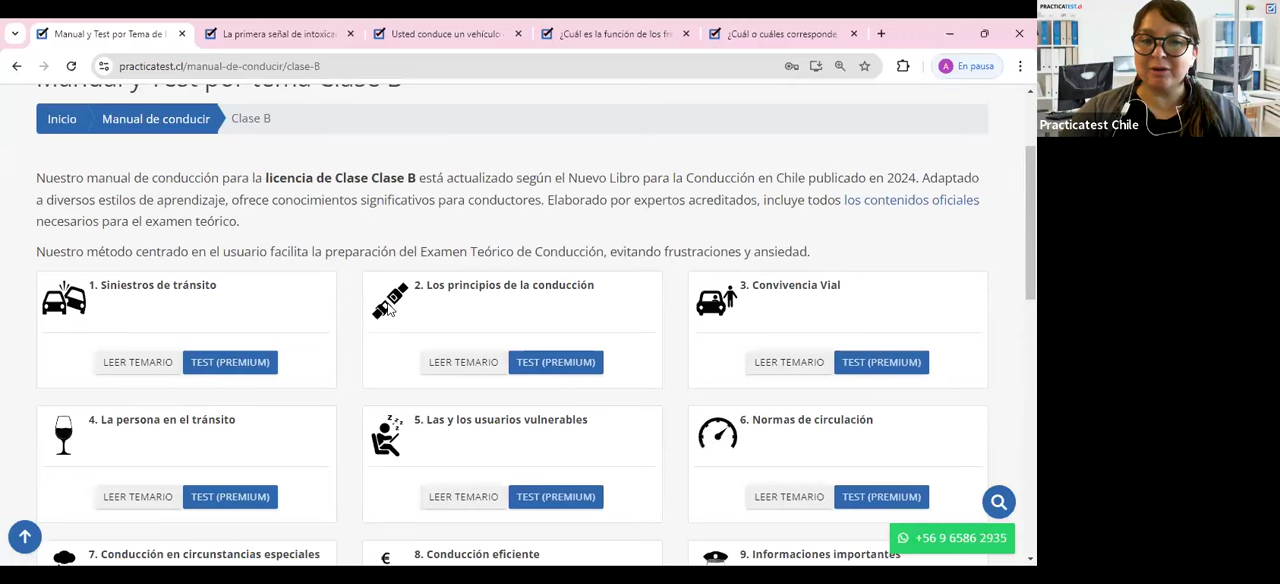 Manual y Test por Tema de
La primera señal de intoxica
Usted conduce un vehículo
¿Cuál es la función de los fr
¿Cuál o cuáles corresponde
practicatest.cl/manual-de-conducir/clase-B
A En pausa
PRACTICATEST.cl
Practicatest Chile
Manual y Test por tema Clase B
Inicio
Manual de conducir
Clase B
Nuestro manual de conducción para la licencia de Clase Clase B está actualizado según el Nuevo Libro para la Conducción en Chile publicado en 2024. Adaptado
a diversos estilos de aprendizaje, ofrece conocimientos significativos para conductores. Elaborado por expertos acreditados, incluye todos los contenidos oficiales
necesarios para el examen teórico.
Nuestro método centrado en el usuario facilita la preparación del Examen Teórico de Conducción, evitando frustraciones y ansiedad.
1. Siniestros de tránsito
LEER TEMARIO TEST (PREMIUM)
2. Los principios de la conducción
LEER TEMARIO TEST (PREMIUM)
3. Convivencia Vial
LEER TEMARIO TEST (PREMIUM)
4. La persona en el tránsito
LEER TEMARIO TEST (PREMIUM)
5. Las y los usuarios vulnerables
LEER TEMARIO TEST (PREMIUM)
6. Normas de circulación
LEER TEMARIO TEST (PREMIUM)
7. Conducción en circunstancias especiales
€
8. Conducción eficiente
9. Informaciones importantes
+56 9 6586 2935